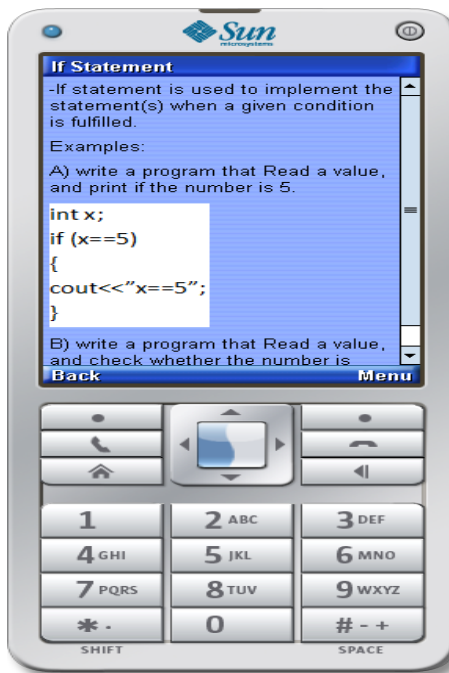 Sun
microsystems
If Statement
-If statement is used to implement the
statement(s) when a given condition
is fulfilled.
Examples:
A) write a program that Read a value,
and print if the number is 5.
int x;
if (x==5)
{
cout<<”x==5”;
}
B) write a program that Read a value,
and check whether the number is
Back Menu
1 2 ABC 3 DEF
4 GHI 5 JKL 6 MNO
7 PQRS 8 TUV 9 WXYZ
* . 0 # - +
SHIFT SPACE